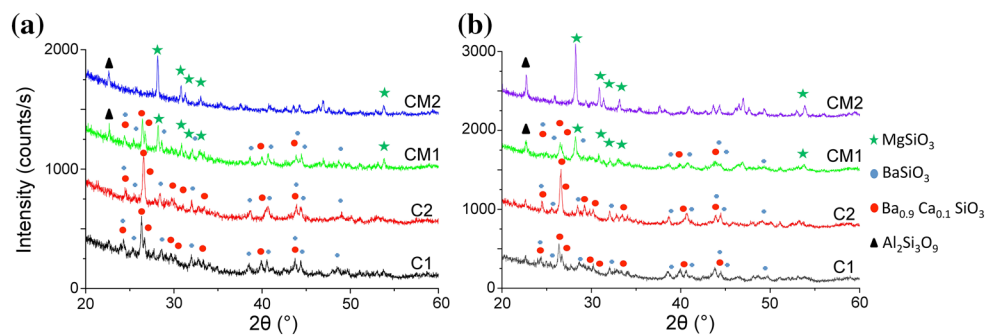 (a)
Intensity (counts/s)
2000
1000
0
CM2
CM1
C2
C1
20 30 40 50 60
2θ (°)
(b)
3000
2000
1000
0
CM2
CM1
C2
C1
20 30 40 50 60
2θ (°)
MgSiO₃
BaSiO₃
Ba₀.₉ Ca₀.₁ SiO₃
Al₂Si₃O₉